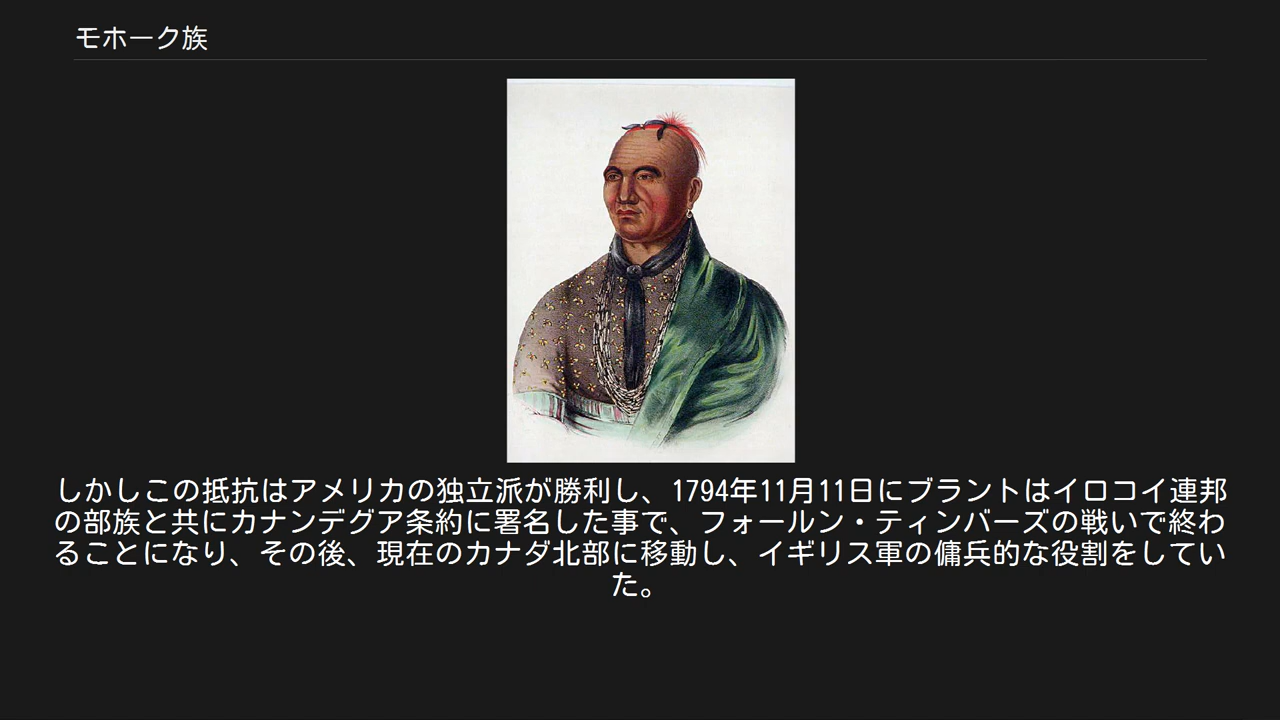 モホーク族
しかしこの抵抗はアメリカの独立派が勝利し、1794年11月11日にブラントはイロコイ連邦
の部族と共にカナンデグア条約に署名した事で、フォールン・ティンバーズの戦いで終わ
ることになり、その後、現在のカナダ北部に移動し、イギリス軍の傭兵的な役割をしてい
た。